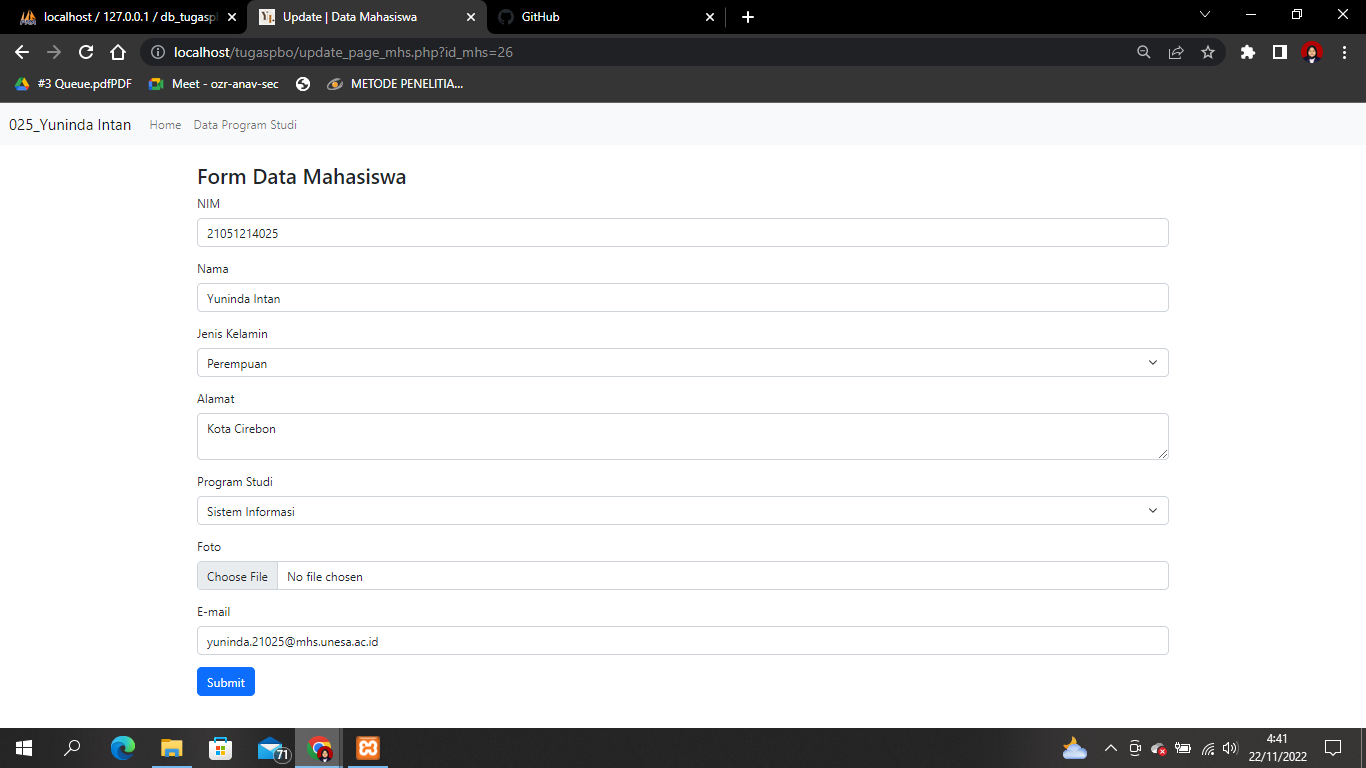 localhost / 127.0.0.1 / db_tugaspb
Update | Data Mahasiswa
GitHub
localhost/tugaspbo/update_page_mhs.php?id_mhs=26
#3 Queue.pdfPDF
Meet - ozr-anav-sec
METODE PENELITIA...
025_Yuninda Intan
Home
Data Program Studi
Form Data Mahasiswa
NIM
21051214025
Nama
Yuninda Intan
Jenis Kelamin
Perempuan
Alamat
Kota Cirebon
Program Studi
Sistem Informasi
Foto
Choose File
No file chosen
E-mail
yuninda.21025@mhs.unesa.ac.id
Submit
71
4:41
22/11/2022